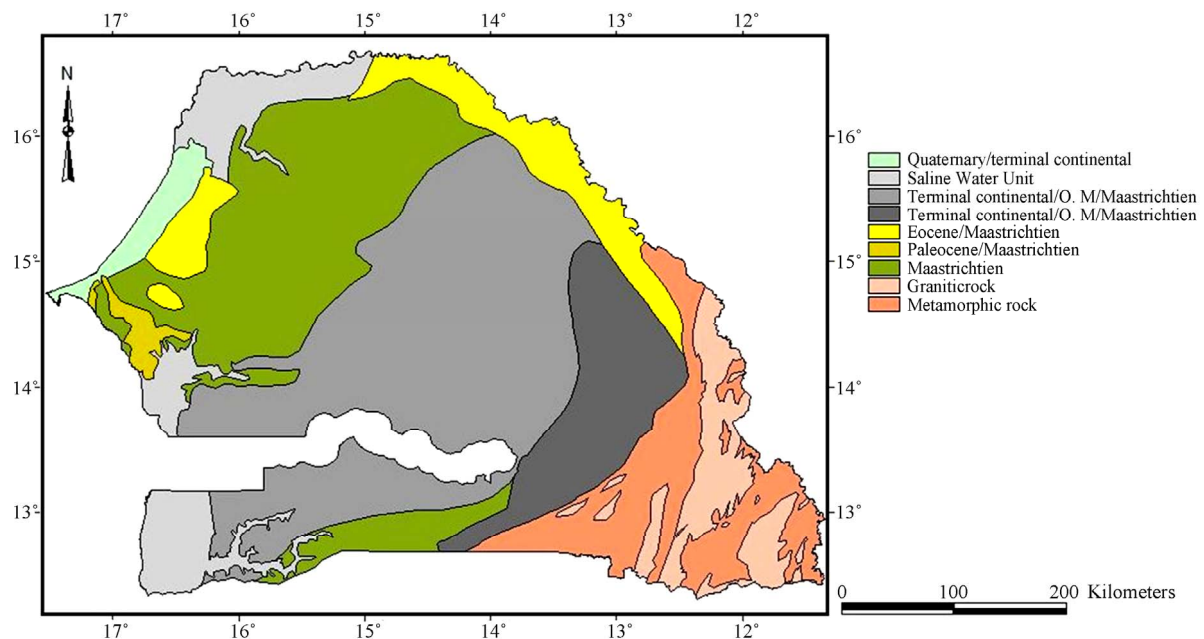 17° 16° 15° 14° 13° 12°
N
16° 16°
15° 15°
14° 14°
13° 13°
17° 16° 15° 14° 13° 12°
Quaternary/terminal continental
Saline Water Unit
Terminal continental/O. M/Maastrichtien
Terminal continental/O. M/Maastrichtien
Eocene/Maastrichtien
Paleocene/Maastrichtien
Maastrichtien
Graniticrock
Metamorphic rock
0 100 200 Kilometers